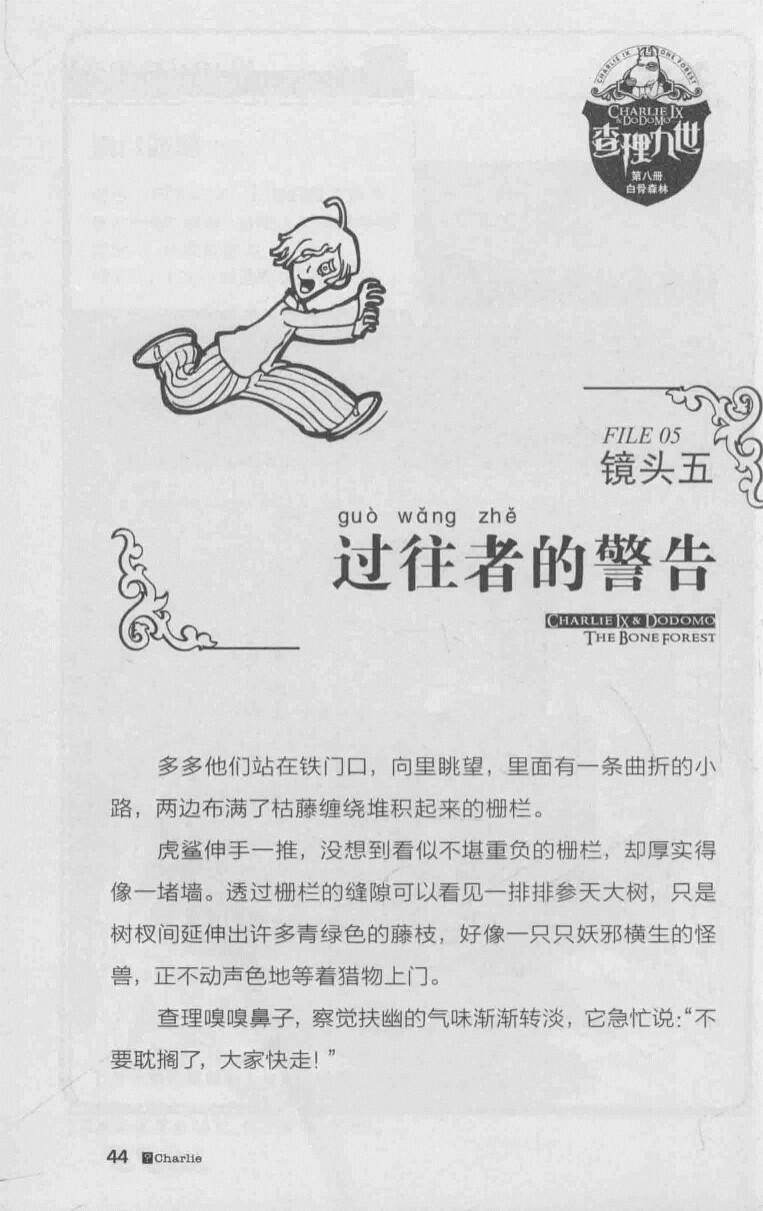 CHARLIE IX ONE FOREST
CHARLIE IX
& DODOMO
查理九世
第八册
白骨森林
FILE 05
镜头五
guò wǎng zhě
过往者的警告
CHARLIE IX & DODOMO
THE BONE FOREST
多多他们站在铁门口，向里眺望，里面有一条曲折的小
路，两边布满了枯藤缠绕堆积起来的栅栏。
虎鲨伸手一推，没想到看似不堪重负的栅栏，却厚实得
像一堵墙。透过栅栏的缝隙可以看见一排排参天大树，只是
树杈间延伸出许多青绿色的藤枝，好像一只只妖邪横生的怪
兽，正不动声色地等着猎物上门。
查理嗅嗅鼻子，察觉扶幽的气味渐渐转淡，它急忙说：“不
要耽搁了，大家快走！”
44 ?Charlie